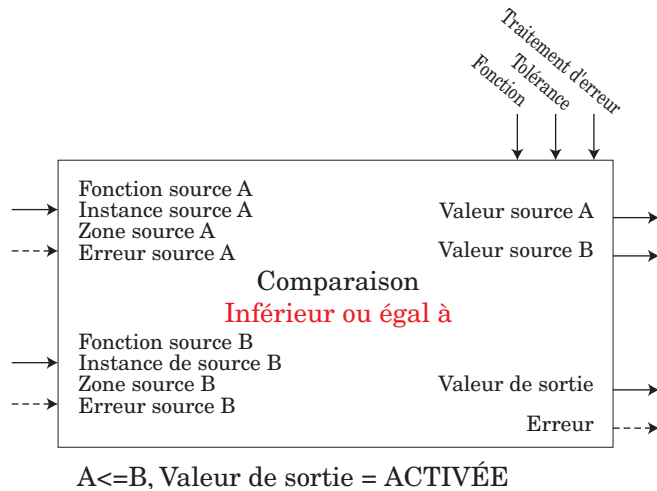 Fonction
Tolérance
Traitement d'erreur
Fonction source A
Instance source A
Zone source A
Erreur source A
Valeur source A
Valeur source B
Comparaison
Inférieur ou égal à
Fonction source B
Instance de source B
Zone source B
Erreur source B
Valeur de sortie
Erreur
A<=B, Valeur de sortie = ACTIVÉE